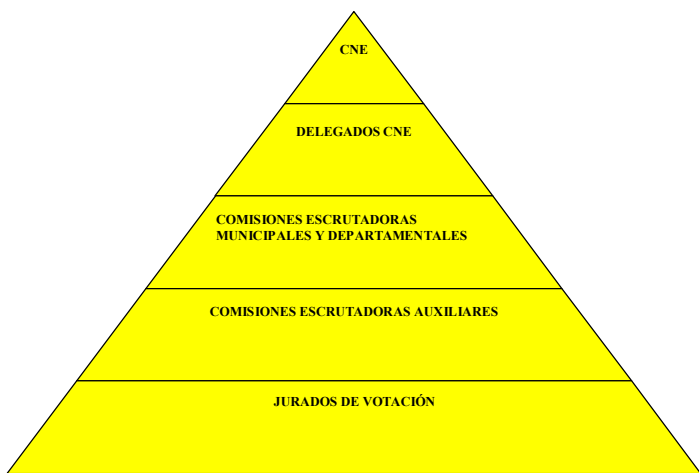 CNE
DELEGADOS CNE
COMISIONES ESCRUTADORAS
MUNICIPALES Y DEPARTAMENTALES
COMISIONES ESCRUTADORAS AUXILIARES
JURADOS DE VOTACIÓN